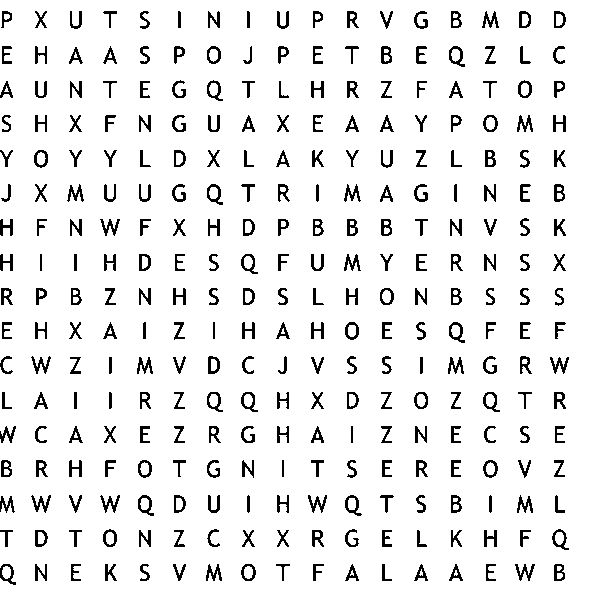 P X U T S I N I U P R V G B M D D
E H A A S P O J P E T B E Q Z L C
A U N T E G Q T L H R Z F A T O P
S H X F N G U A X E A A Y P O M H
Y O Y Y L D X L A K Y U Z L B S K
J X M U U G Q T R I M A G I N E B
H F N W F X H D P B B B T N V S K
H I I H D E S Q F U M Y E R N S X
R P B Z N H S D S L H O N B S S S
E H X A I Z I H A H O E S Q F E F
C W Z I M V D C J V S S I M G R W
L A I I R Z Q Q H X D Z O Z Q T R
W C A X E Z R G H A I Z N E C S E
B R H F O T G N I T S E R E O V Z
M W V W Q D U I H W Q T S B I M L
T D T O N Z C X X R G E L K H F Q
Q N E K S V M O T F A L A A E W B